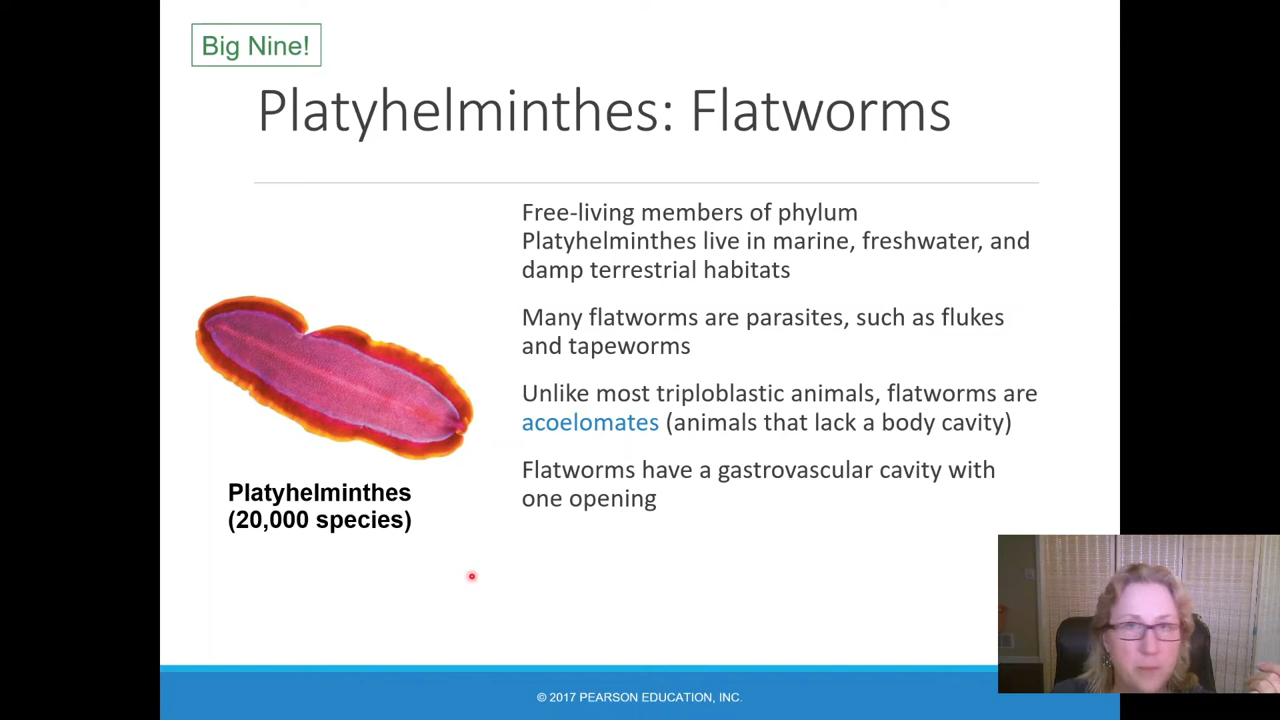 Big Nine!
Platyhelminthes: Flatworms
Free-living members of phylum
Platyhelminthes live in marine, freshwater, and
damp terrestrial habitats
Many flatworms are parasites, such as flukes
and tapeworms
Unlike most triploblastic animals, flatworms are
acoelomates (animals that lack a body cavity)
Flatworms have a gastrovascular cavity with
one opening
Platyhelminthes
(20,000 species)
© 2017 PEARSON EDUCATION, INC.